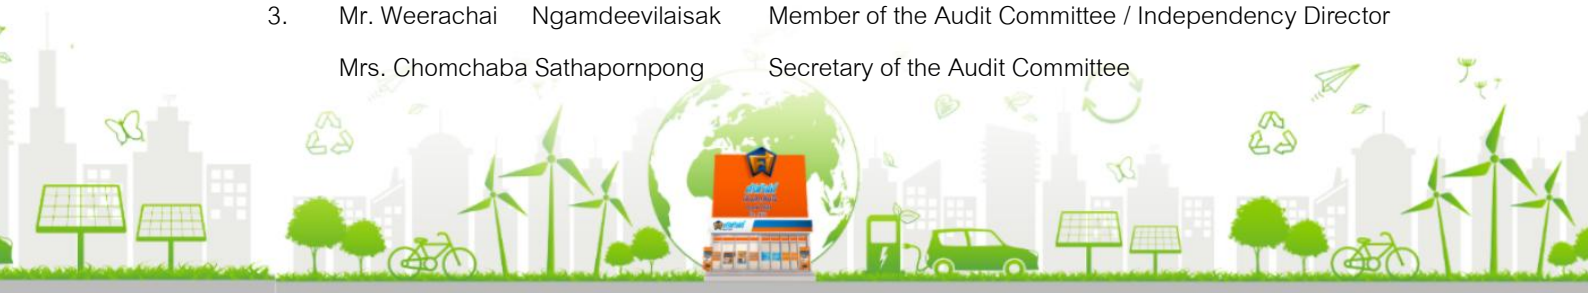 3. Mr. Weerachai Ngamdeevilaisak Member of the Audit Committee / Independency Director
Mrs. Chomchaba Sathapornpong Secretary of the Audit Committee